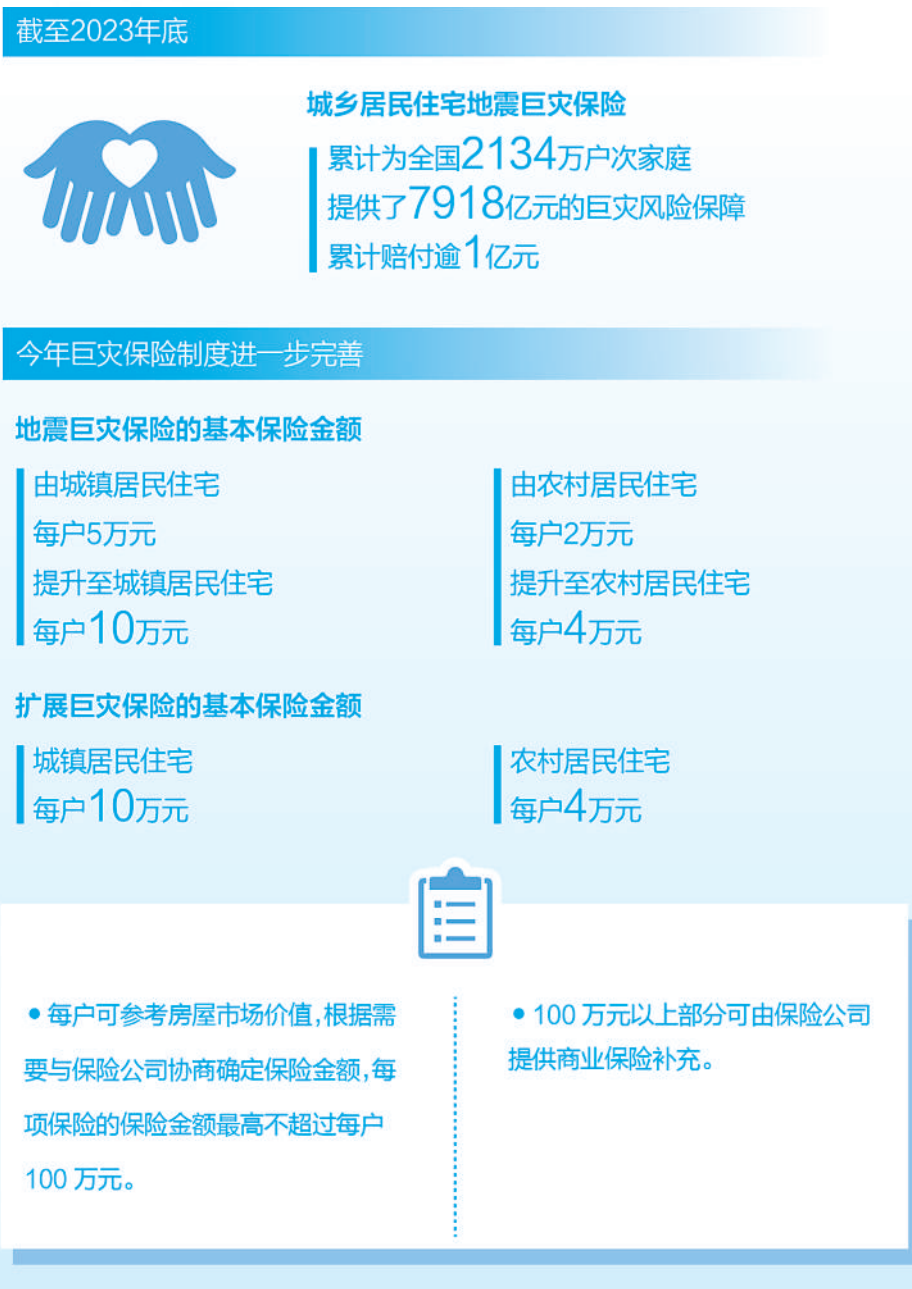 截至2023年底
城乡居民住宅地震巨灾保险
累计为全国2134万户次家庭
提供了7918亿元的巨灾风险保障
累计赔付逾1亿元
今年巨灾保险制度进一步完善
地震巨灾保险的基本保险金额
由城镇居民住宅
每户5万元
提升至城镇居民住宅
每户10万元
由农村居民住宅
每户2万元
提升至农村居民住宅
每户4万元
扩展巨灾保险的基本保险金额
城镇居民住宅
每户10万元
农村居民住宅
每户4万元
•每户可参考房屋市场价值,根据需
要与保险公司协商确定保险金额,每
项保险的保险金额最高不超过每户
100 万元。
•100 万元以上部分可由保险公司
提供商业保险补充。